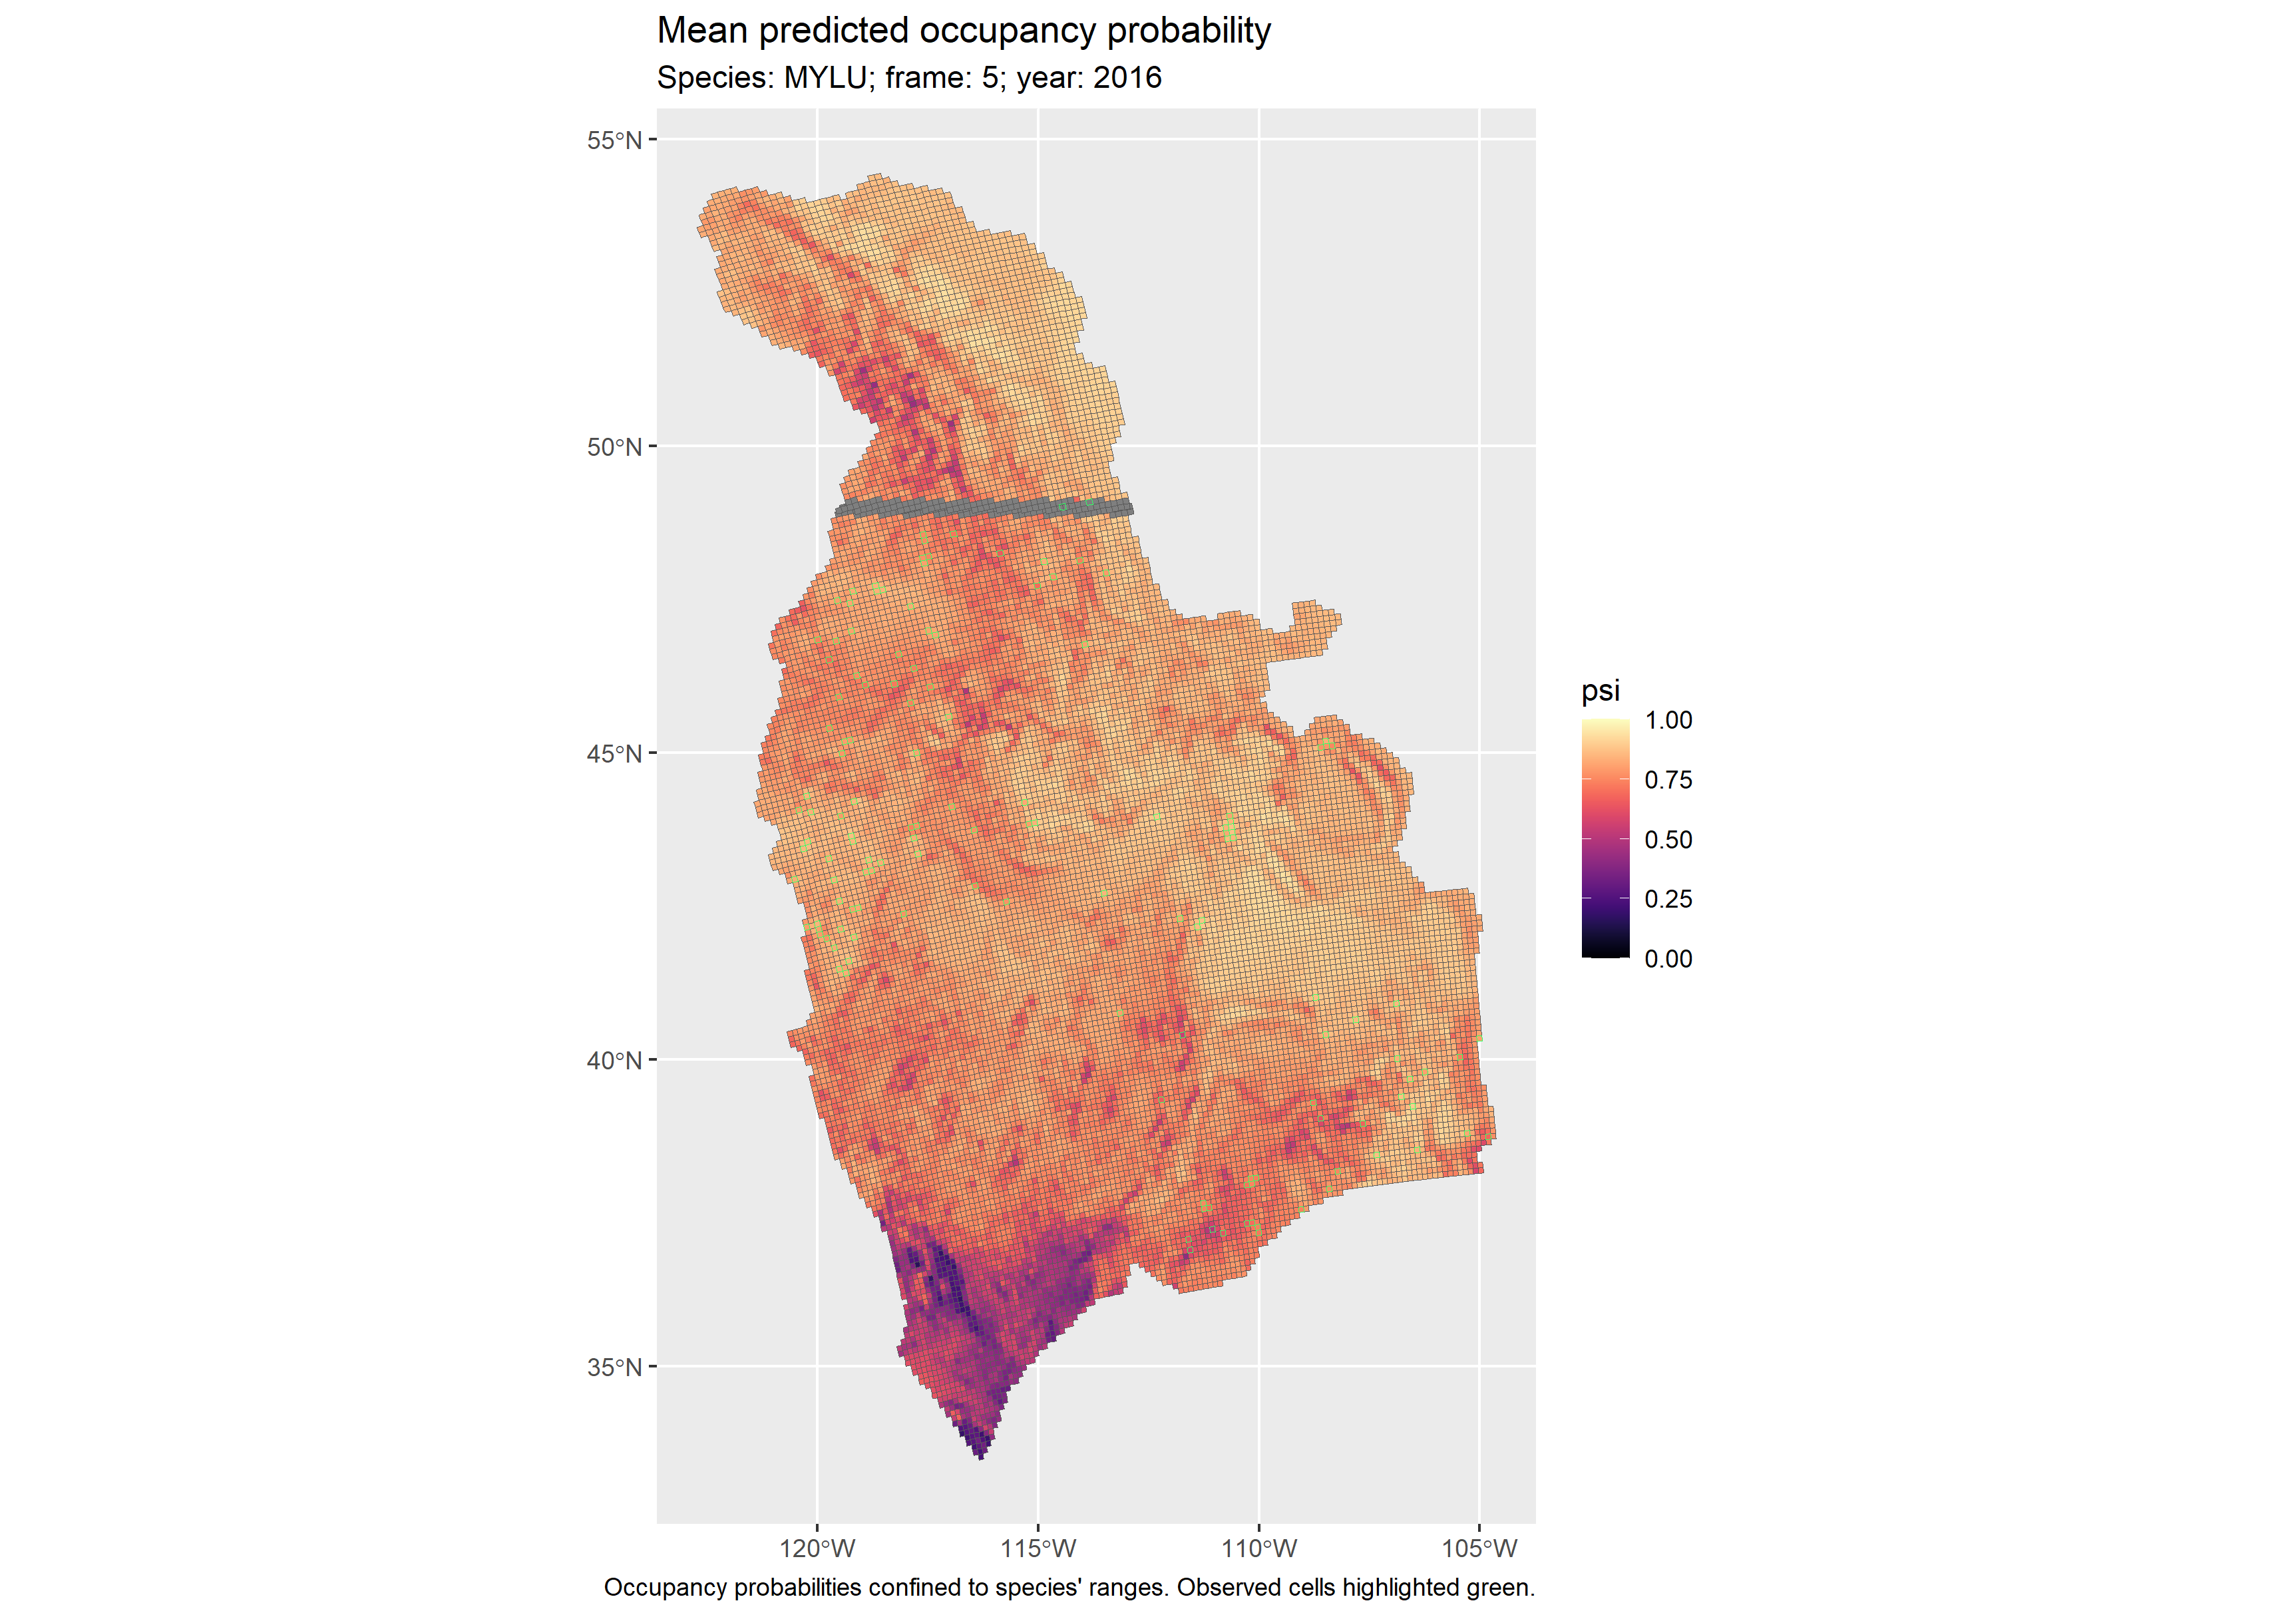 Mean predicted occupancy probability
Species: MYLU; frame: 5; year: 2016
55°N
50°N
45°N
40°N
35°N
120°W
115°W
110°W
105°W
psi
1.00
0.75
0.50
0.25
0.00
Occupancy probabilities confined to species' ranges. Observed cells highlighted green.